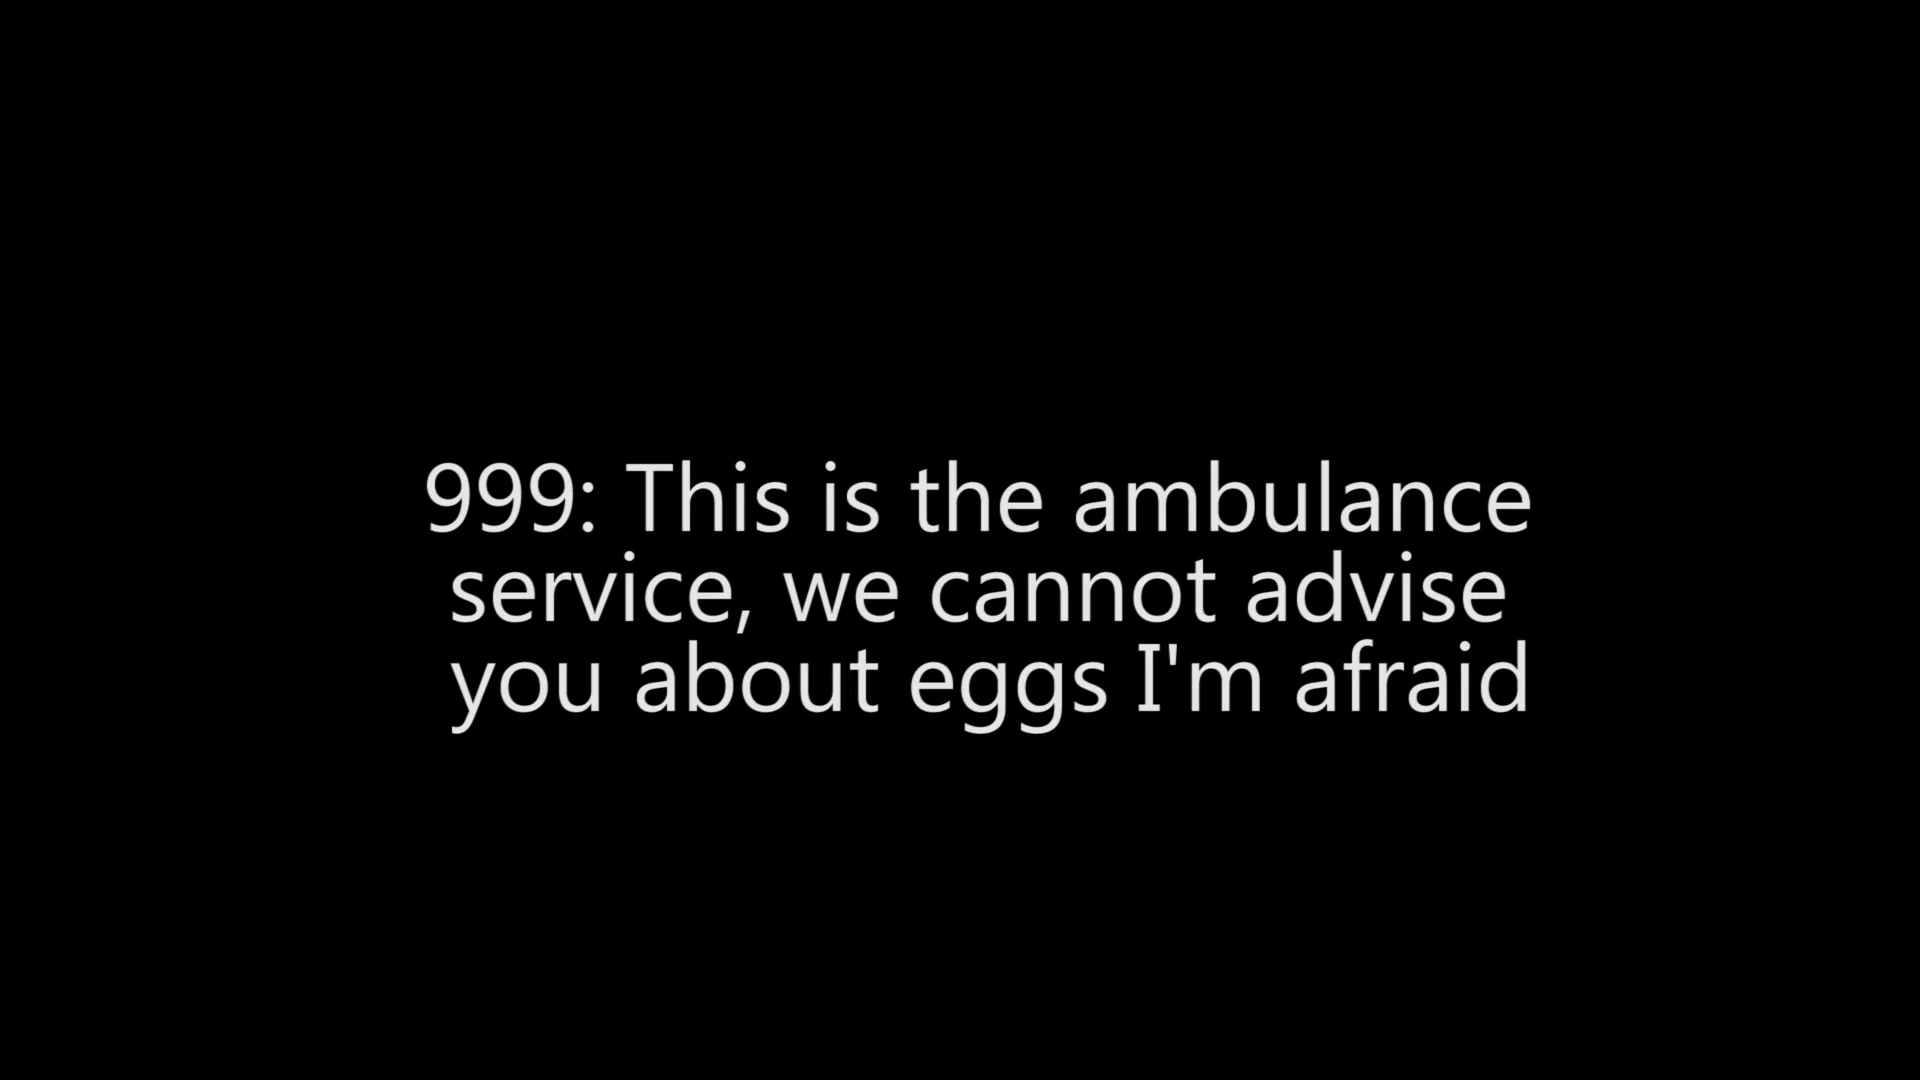 999: This is the ambulance
service, we cannot advise
you about eggs I'm afraid